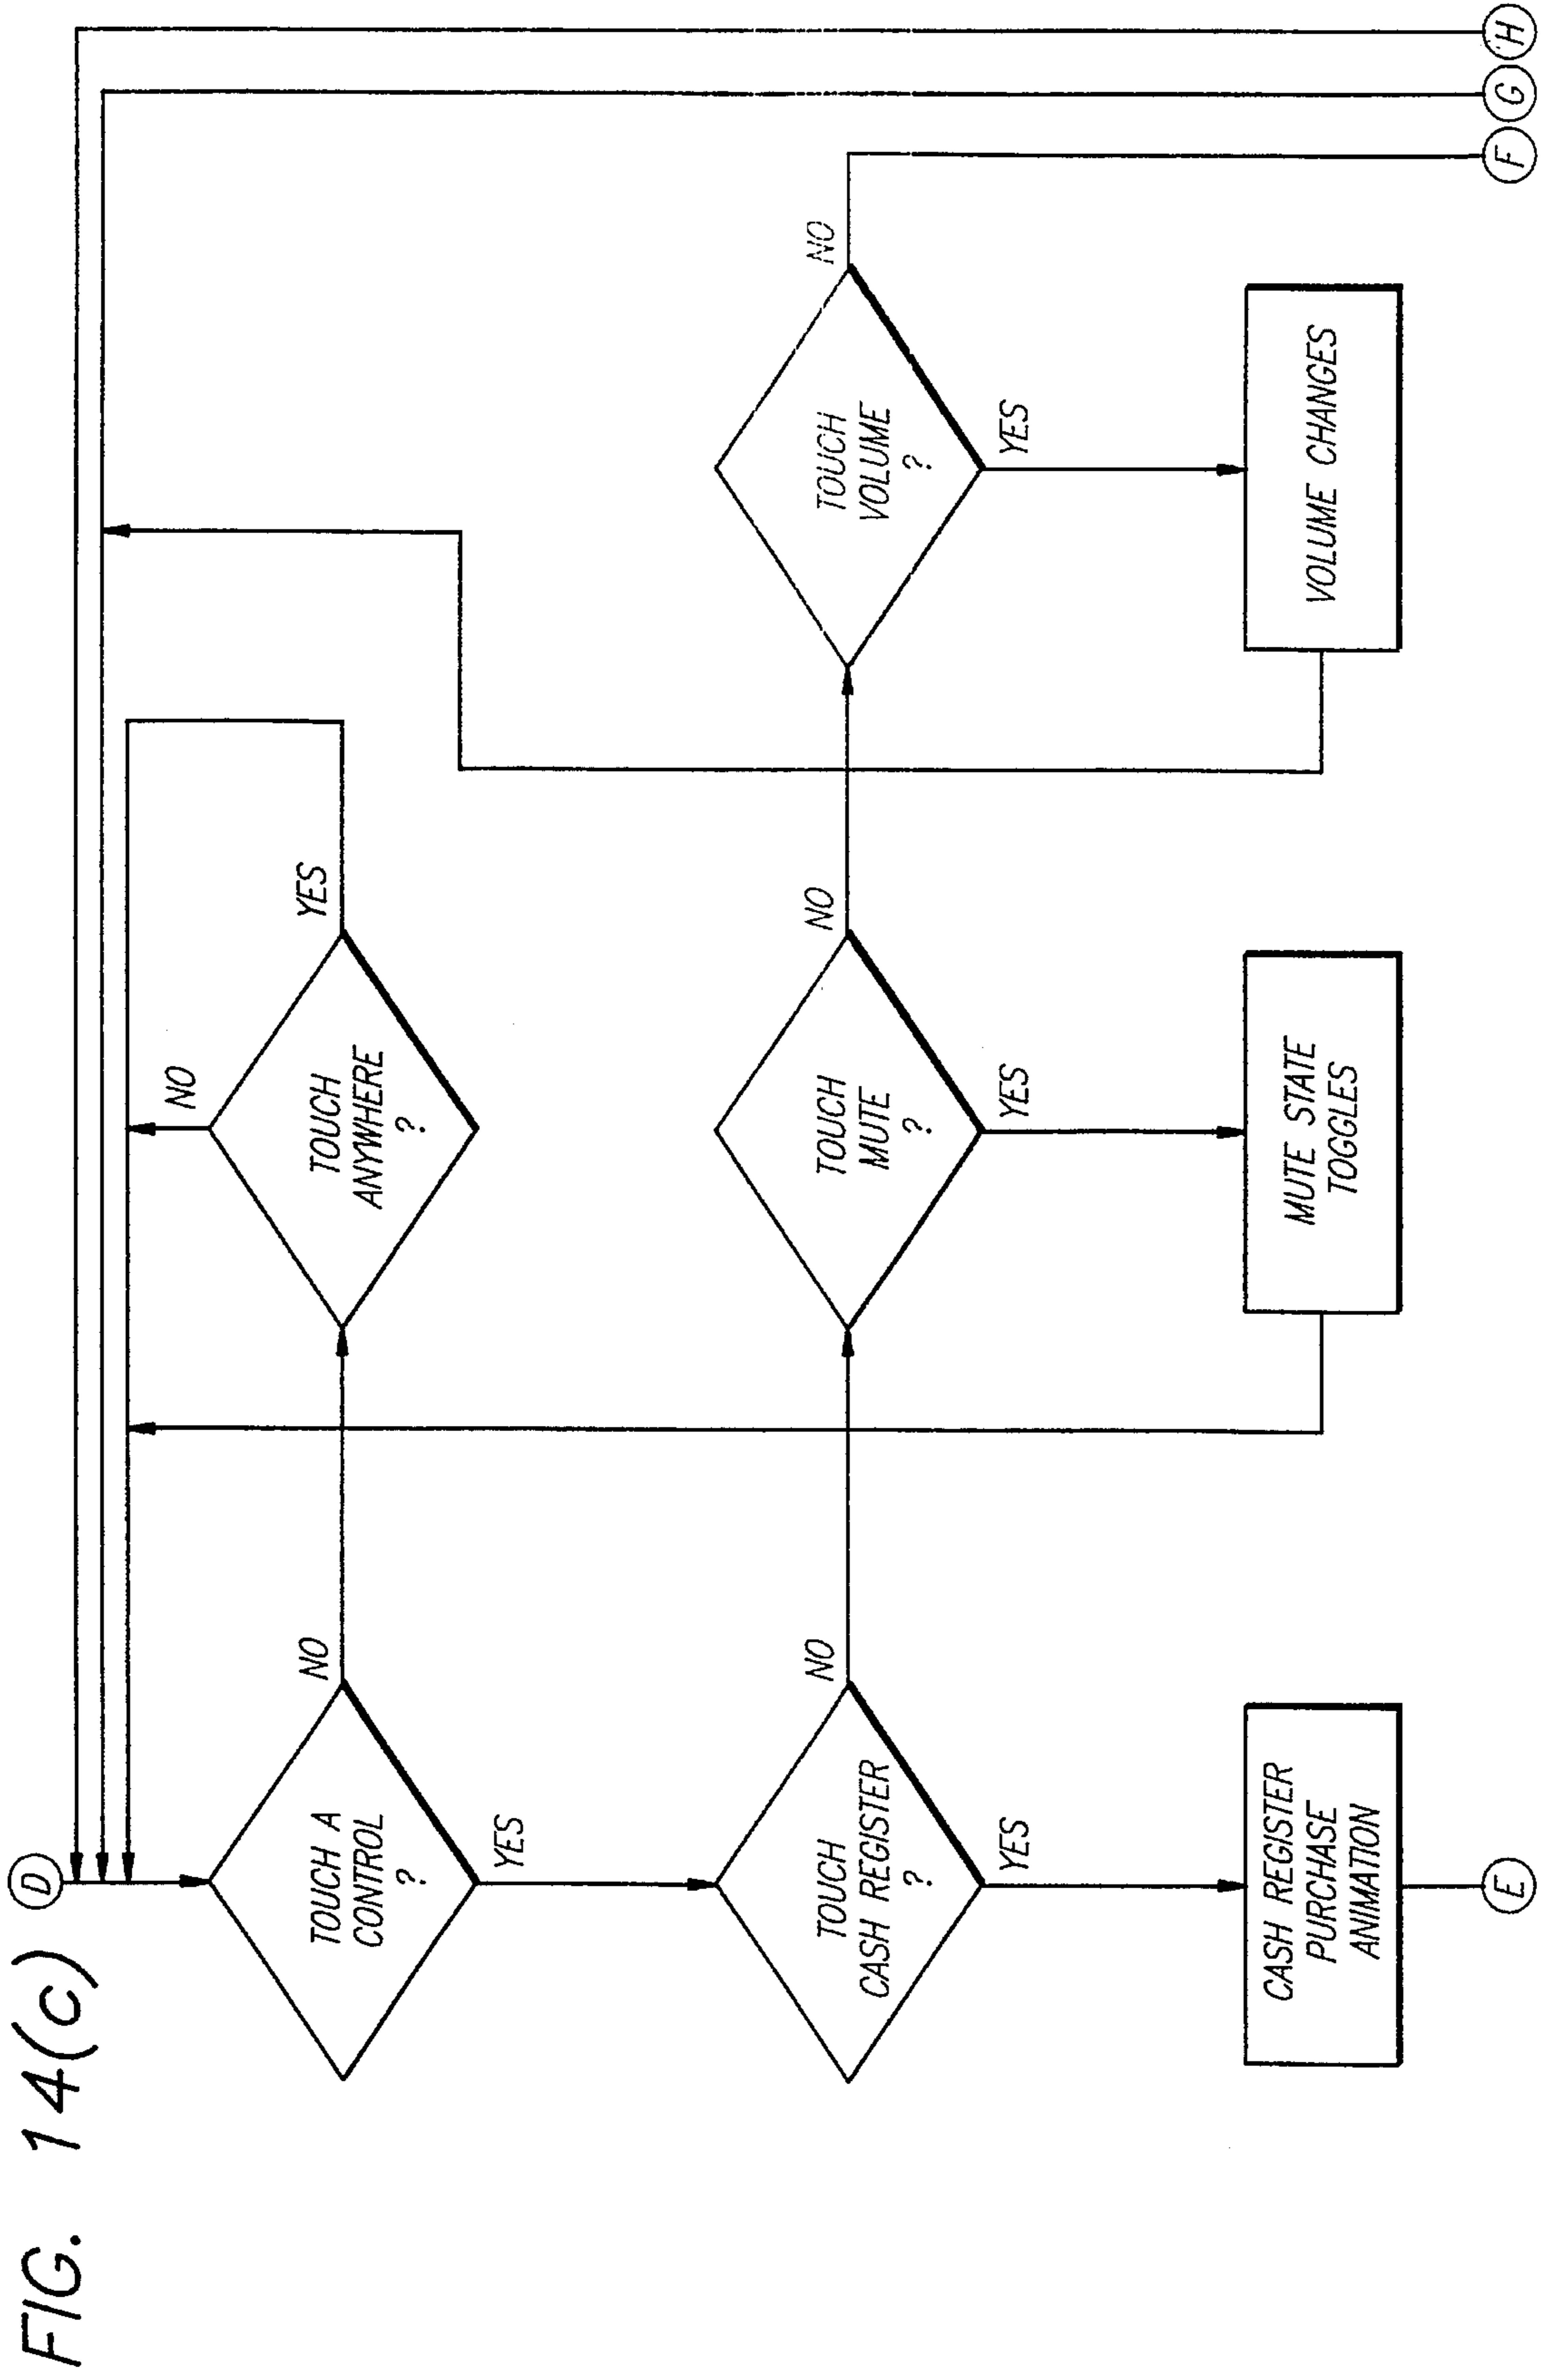 FIG. 14(c)
D
TOUCH A
CONTROL
?
NO
YES
TOUCH
ANYWHERE
?
NO
YES
TOUCH
CASH REGISTER
?
NO
YES
TOUCH
MUTE
?
NO
YES
TOUCH
VOLUME
?
NO
YES
CASH REGISTER
PURCHASE
ANIMATION
MUTE STATE
TOGGLES
VOLUME CHANGES
E
F
G
H